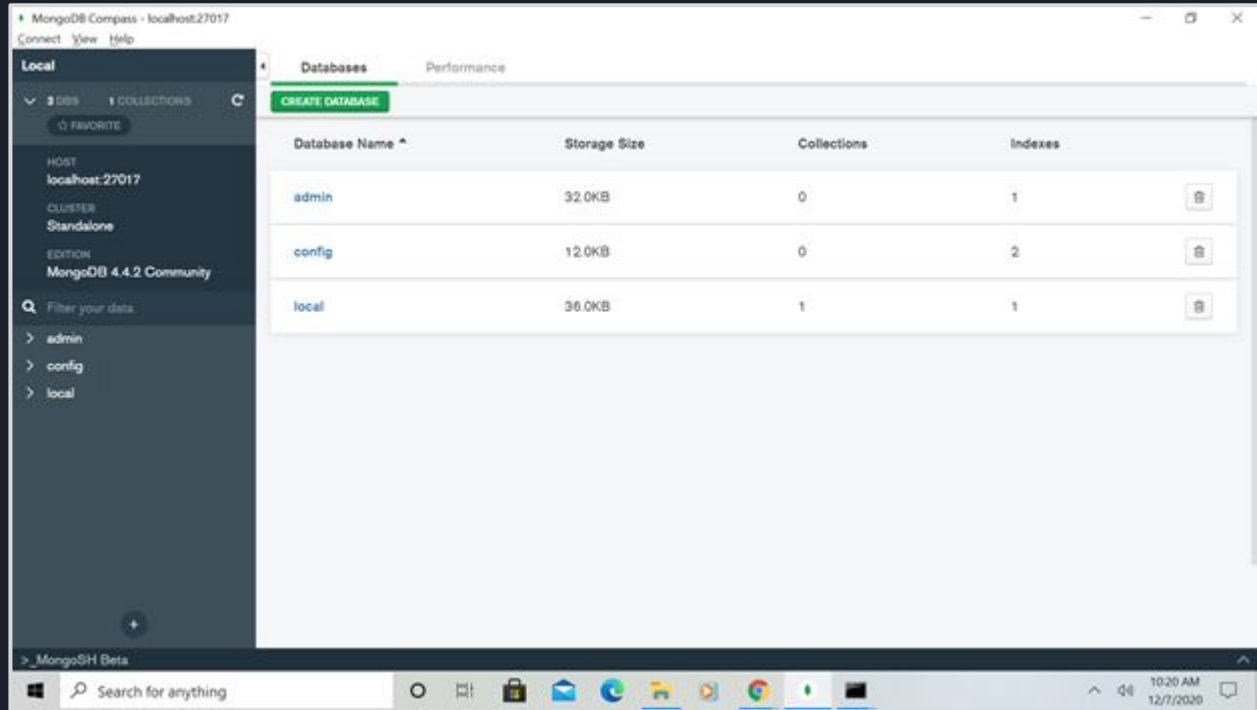 MongoDB Compass - localhost:27017
Connect View Help
Local
Databases Performance
3 DBS 1 COLLECTIONS
FAVORITE
CREATE DATABASE
HOST
localhost:27017
CLUSTER
Standalone
EDITION
MongoDB 4.4.2 Community
Filter your data
admin
config
local
Database Name Storage Size Collections Indexes
admin 32.0KB 0 1
config 12.0KB 0 2
local 36.0KB 1 1
>_MongoSH Beta
Search for anything
10:20 AM
12/7/2020